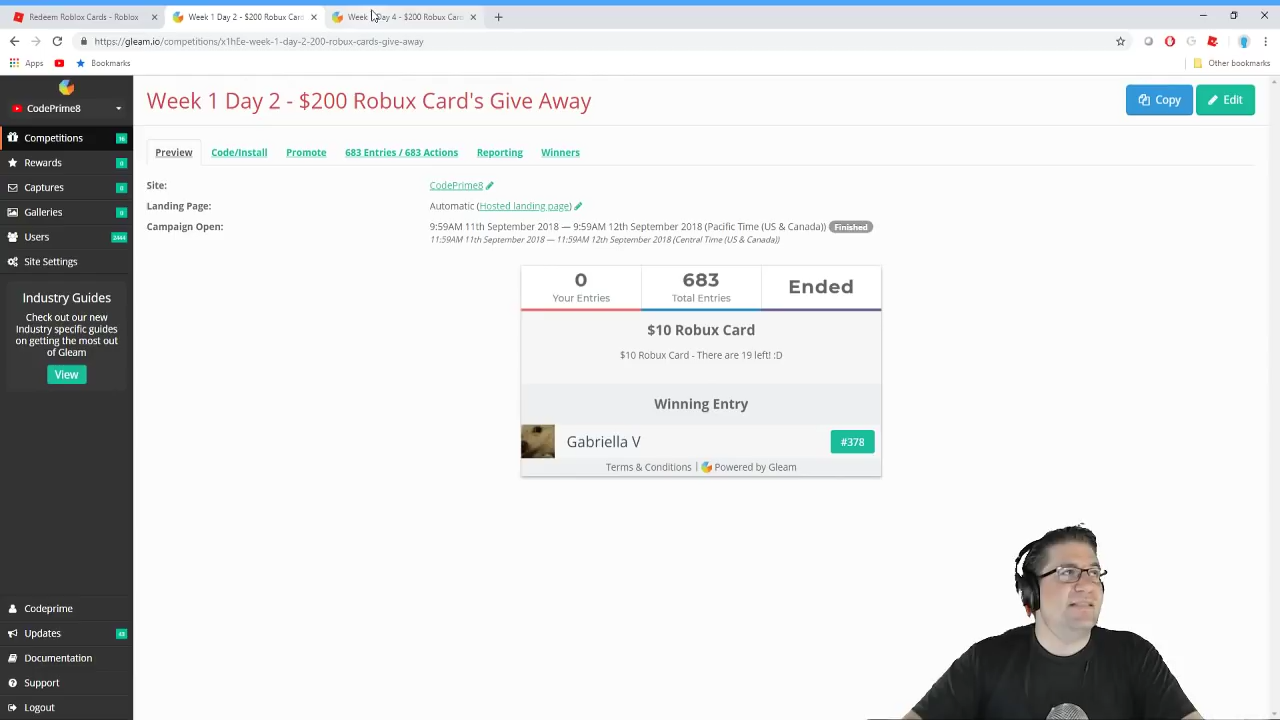 Redeem Roblox Cards - Roblox
Week 1 Day 2 - $200 Robux Card
Week Day 4 - $200 Robux Card
https://gleam.io/competitions/x1hEe-week-1-day-2-200-robux-cards-give-away
Apps
Bookmarks
Other bookmarks
CodePrime8
Competitions 16
Rewards 0
Captures 0
Galleries 0
Users 2444
Site Settings
Industry Guides
Check out our new
Industry specific guides
on getting the most out
of Gleam
View
Codeprime
Updates 43
Documentation
Support
Logout
Week 1 Day 2 - $200 Robux Card's Give Away
Copy
Edit
Preview
Code/Install
Promote
683 Entries / 683 Actions
Reporting
Winners
Site: CodePrime8
Landing Page: Automatic (Hosted landing page)
Campaign Open: 9:59AM 11th September 2018 — 9:59AM 12th September 2018 (Pacific Time (US & Canada)) Finished
11:59AM 11th September 2018 — 11:59AM 12th September 2018 (Central Time (US & Canada))
0
Your Entries
683
Total Entries
Ended
$10 Robux Card
$10 Robux Card - There are 19 left! :D
Winning Entry
Gabriella V
#378
Terms & Conditions | Powered by Gleam